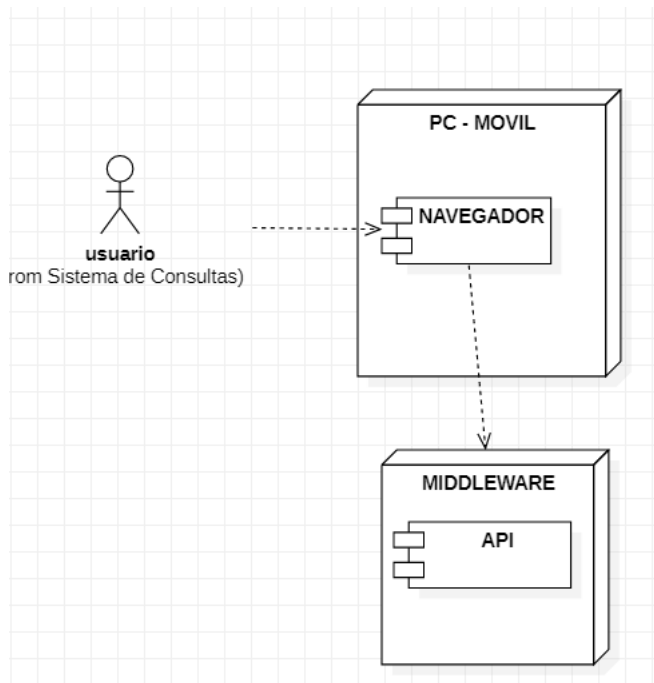 PC - MOVIL
NAVEGADOR
usuario
rom Sistema de Consultas)
MIDDLEWARE
API